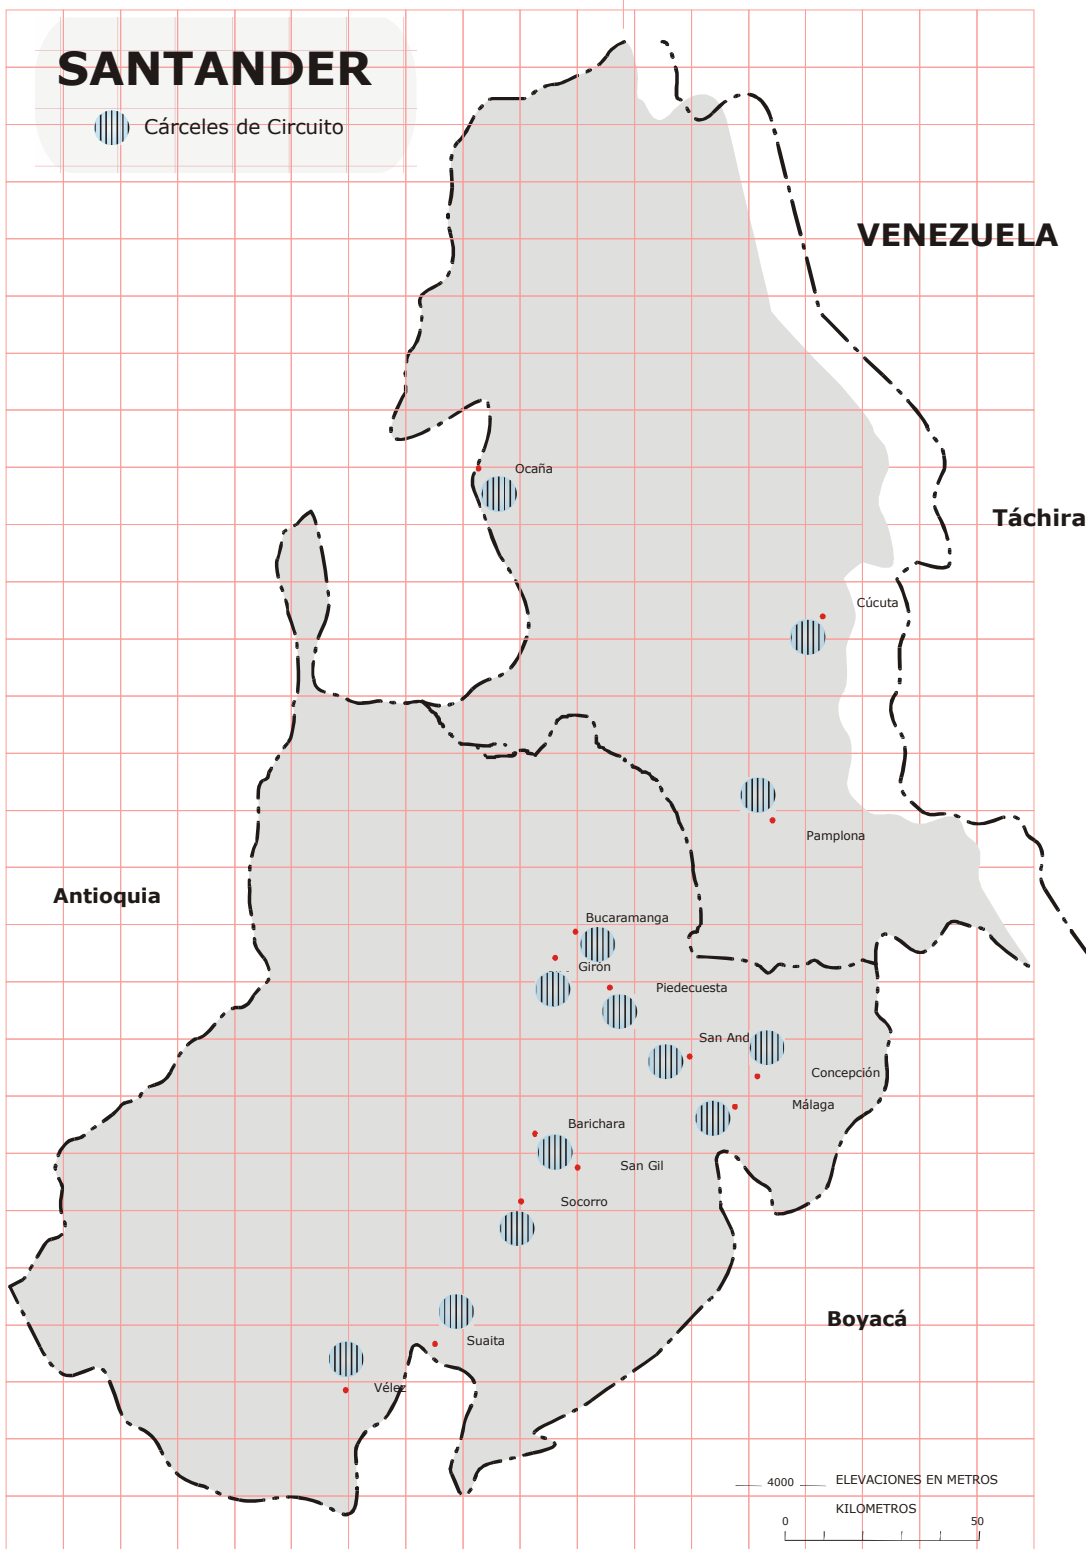 SANTANDER
Cárceles de Circuito
VENEZUELA
Ocaña
Táchira
Cúcuta
Pamplona
Antioquia
Bucaramanga
Girón
Piedecuesta
San And
Concepción
Málaga
Barichara
San Gil
Socorro
Boyacá
Suaita
Vélez
4000 ELEVACIONES EN METROS
KILOMETROS
0 50